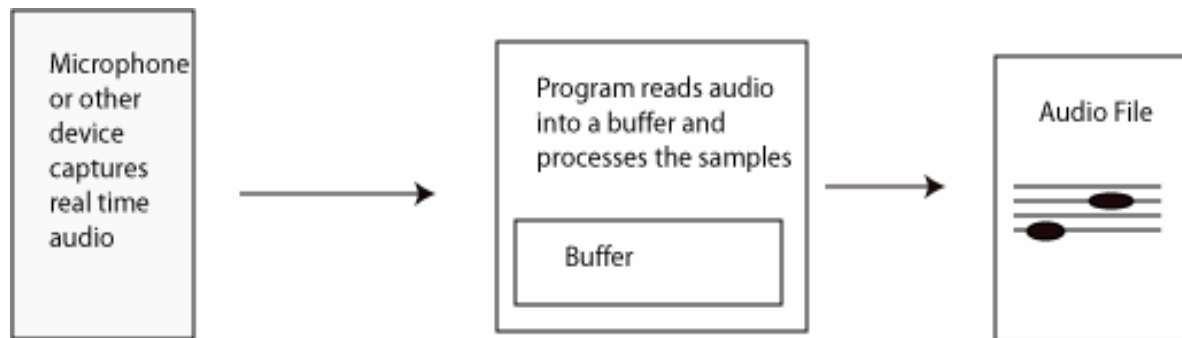 Microphone
or other
device
captures
real time
audio
Program reads audio
into a buffer and
processes the samples
Buffer
Audio File